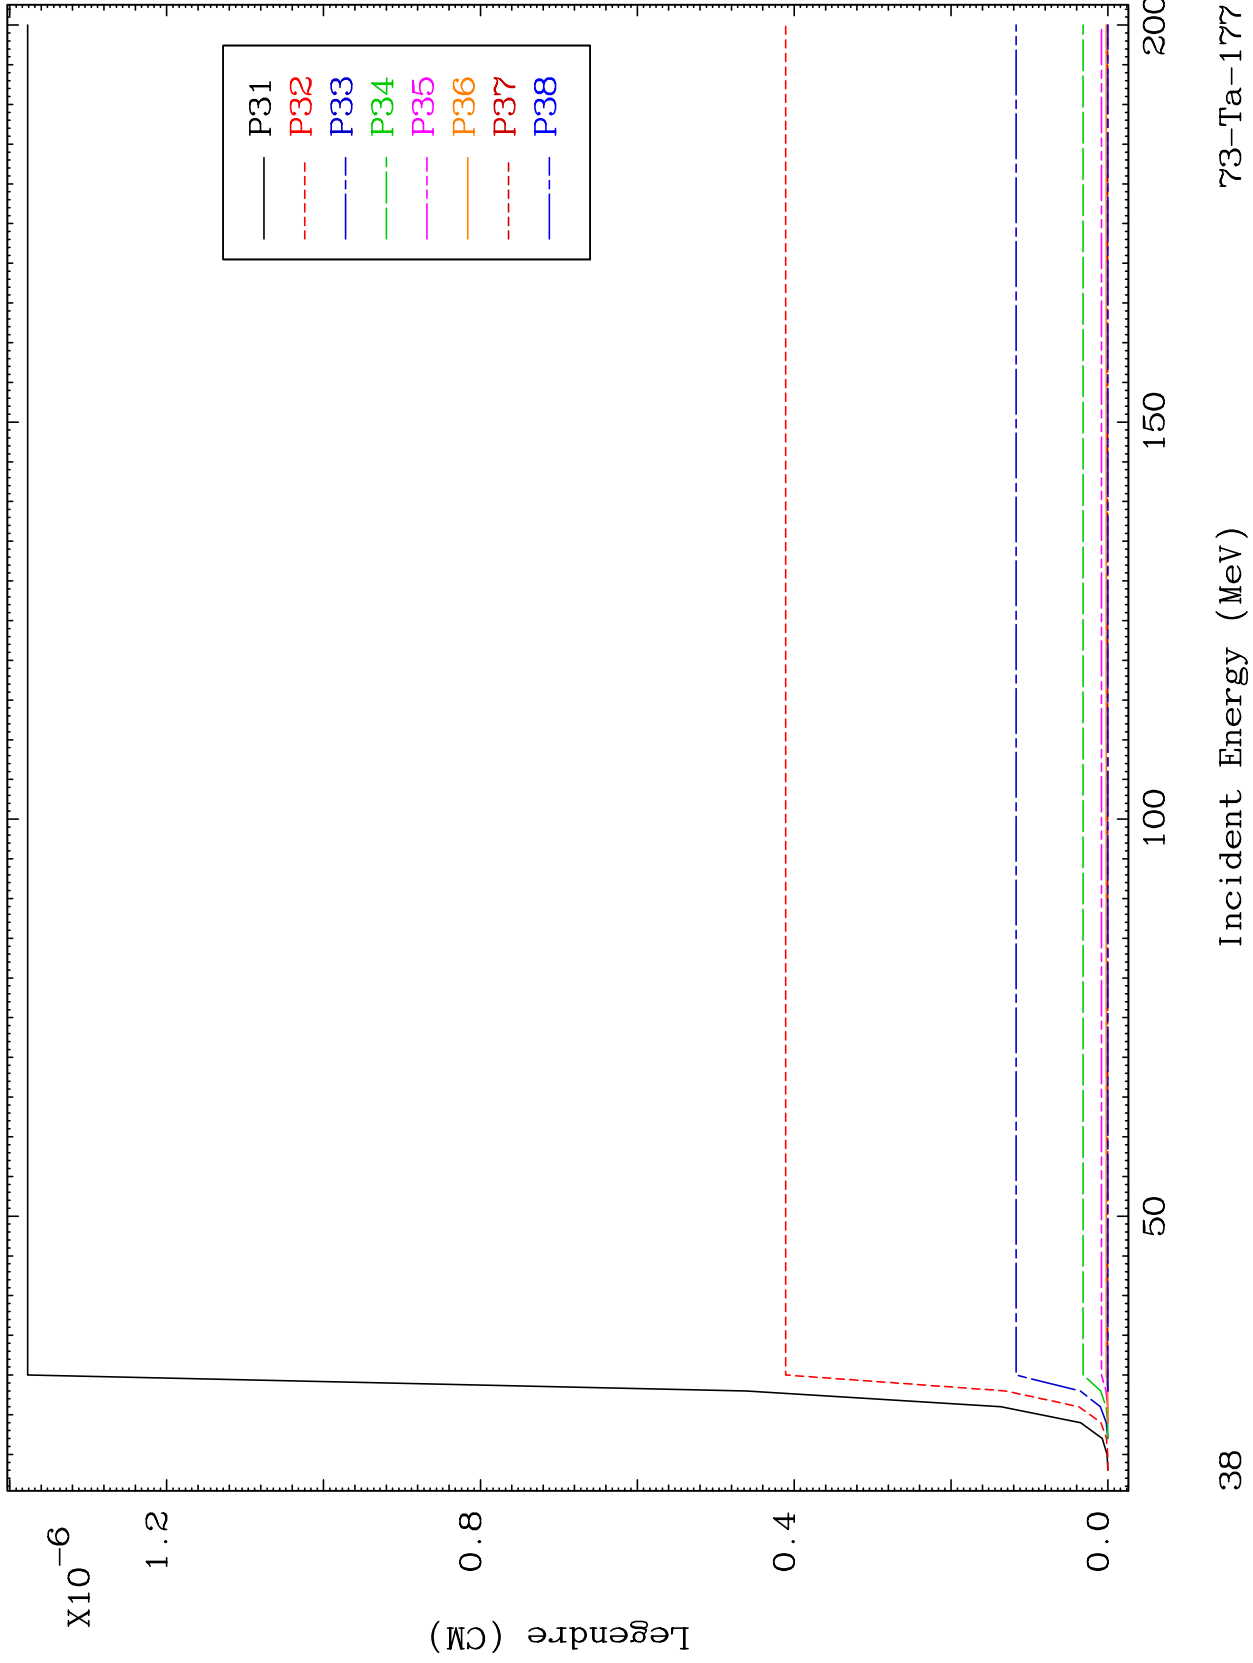 X10-6
1.2
0.8
0.4
0.0
Legendre (CM)
P31
P32
P33
P34
P35
P36
P37
P38
50
100
150
200
Incident Energy (MeV)
38
73-Ta-177